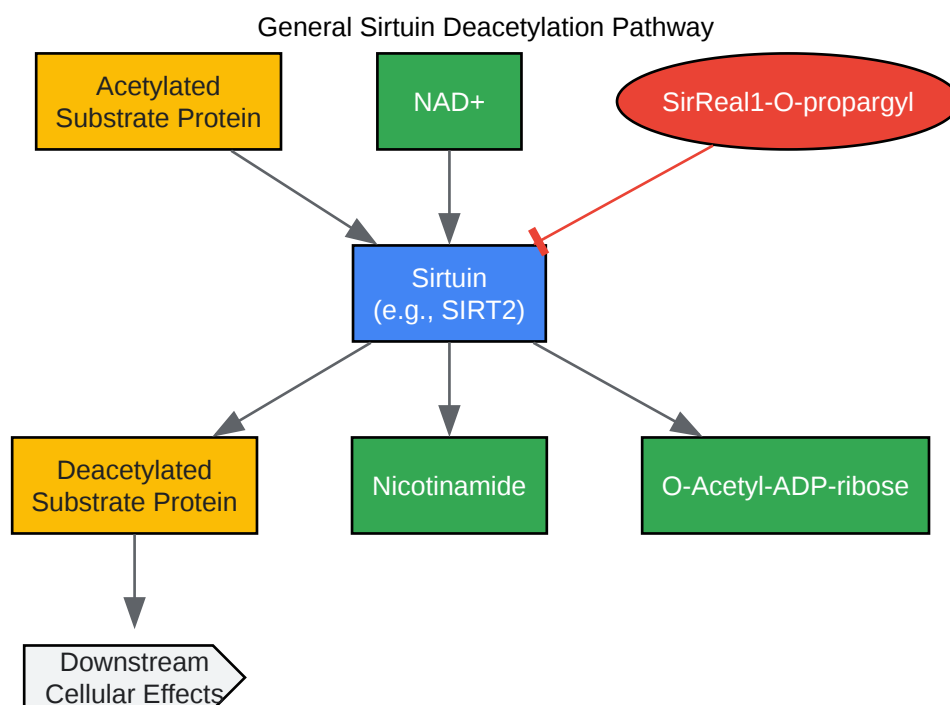 General Sirtuin Deacetylation Pathway
Acetylated
Substrate Protein
NAD+
SirReal1-O-propargyl
Sirtuin
(e.g., SIRT2)
Deacetylated
Substrate Protein
Nicotinamide
O-Acetyl-ADP-ribose
Downstream
Cellular Effects